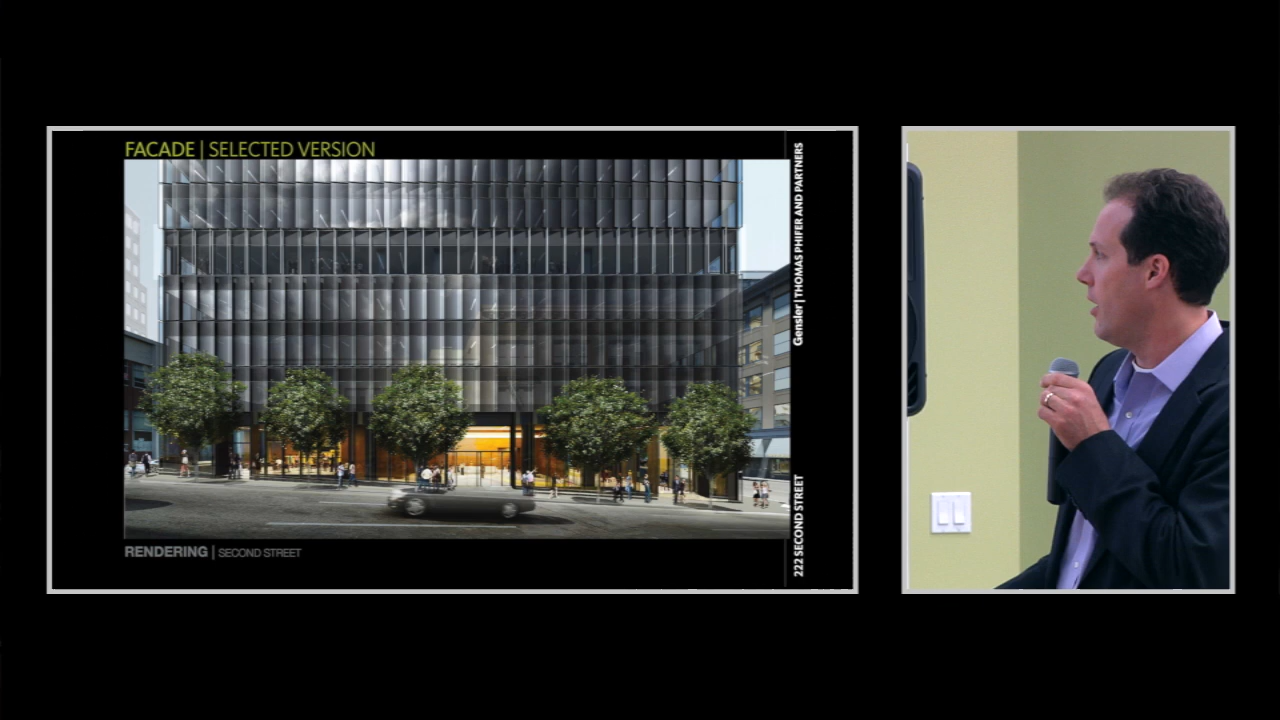 FACADE | SELECTED VERSION
Gensler | THOMAS PHIFER AND PARTNERS
222 SECOND STREET
RENDERING | SECOND STREET